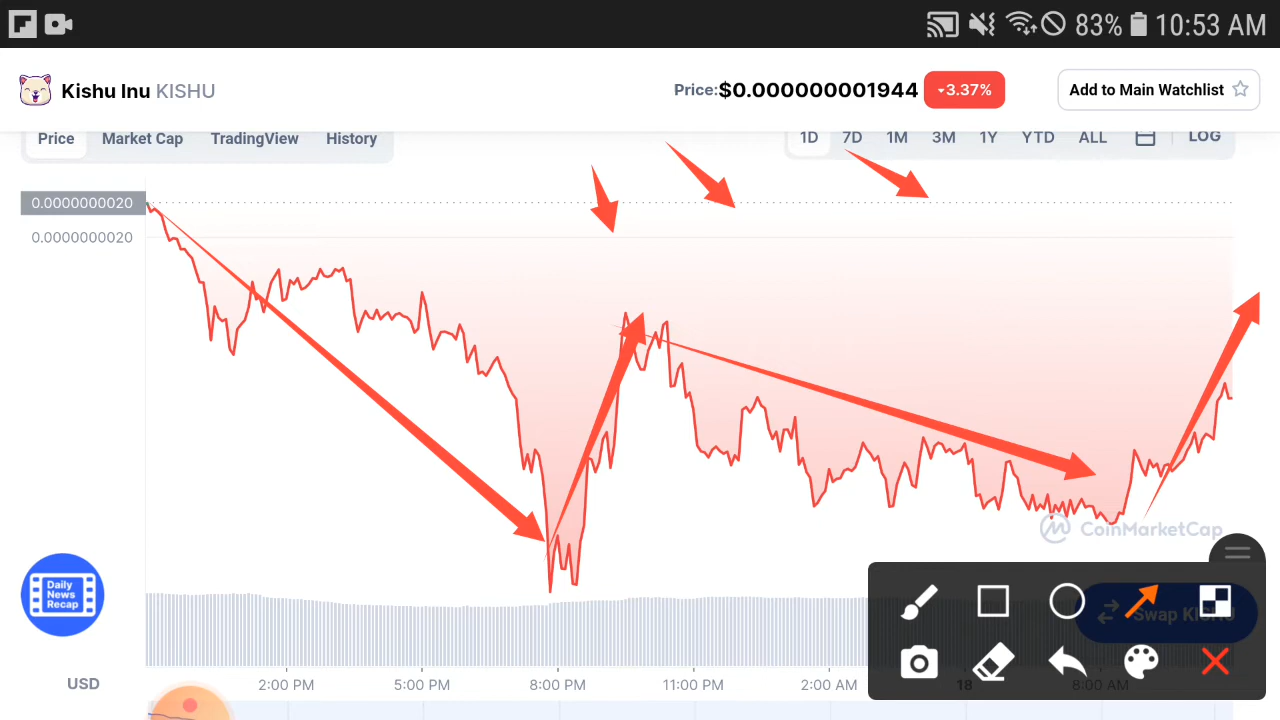 83% 10:53 AM
Kishu Inu KISHU
Price:$0.000000001944 3.37%
Add to Main Watchlist
Price Market Cap TradingView History
1D 7D 1M 3M 1Y YTD ALL LOG
0.0000000020
0.0000000020
CoinMarketCap
Daily
News
Recap
Swap KISHU
USD
2:00 PM 5:00 PM 8:00 PM 11:00 PM 2:00 AM 18 8:00 AM